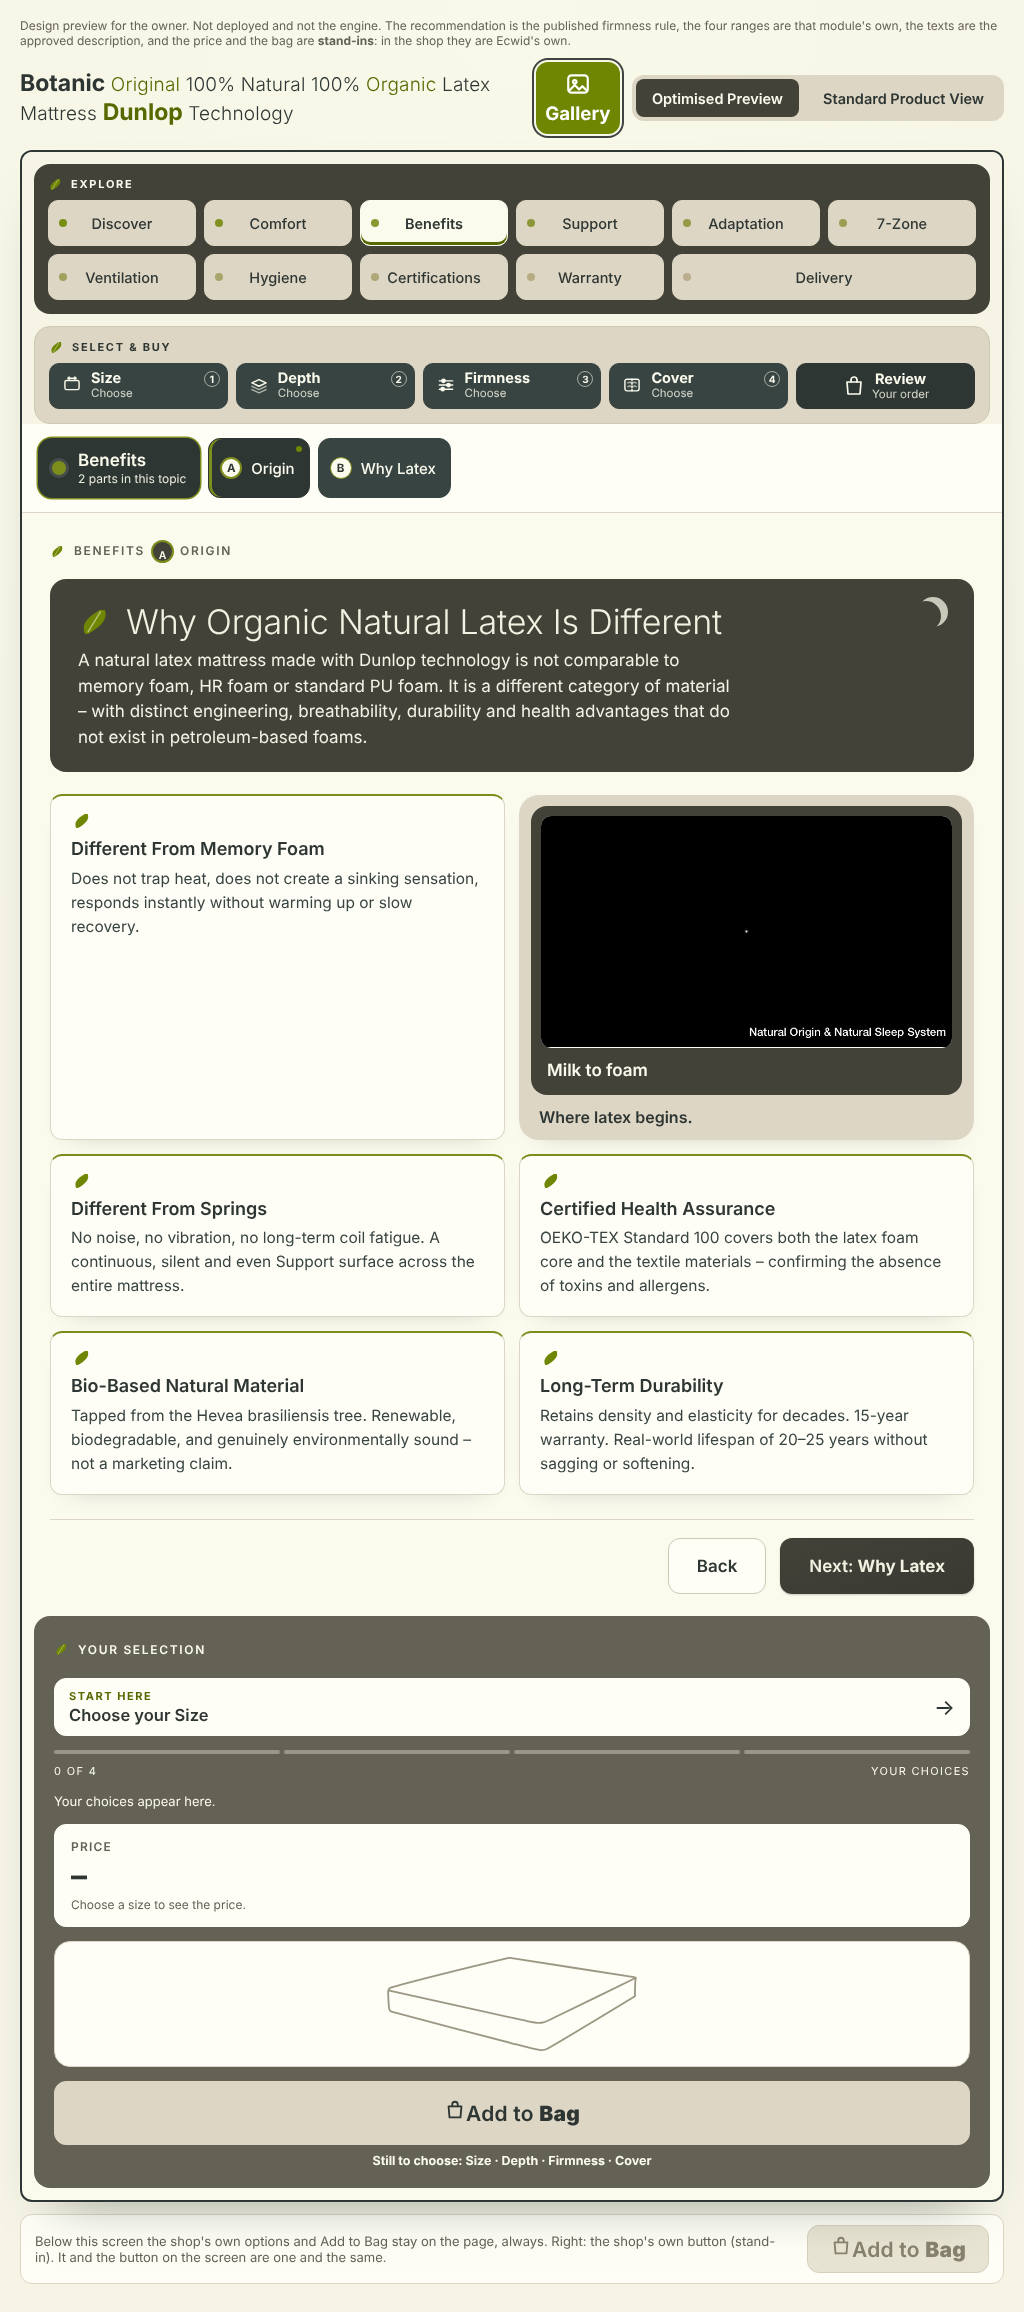 Design preview for the owner. Not deployed and not the engine. The recommendation is the published firmness rule, the four ranges are that module's own, the texts are the
approved description, and the price and the bag are stand-ins: in the shop they are Ecwid's own.
Botanic Original 100% Natural 100% Organic Latex
Mattress Dunlop Technology
Gallery
Optimised Preview
Standard Product View
EXPLORE
Discover
Comfort
Benefits
Support
Adaptation
7-Zone
Ventilation
Hygiene
Certifications
Warranty
Delivery
SELECT & BUY
Size
Choose
1
Depth
Choose
2
Firmness
Choose
3
Cover
Choose
4
Review
Your order
Benefits
2 parts in this topic
A Origin
B Why Latex
BENEFITS A ORIGIN
Why Organic Natural Latex Is Different
A natural latex mattress made with Dunlop technology is not comparable to
memory foam, HR foam or standard PU foam. It is a different category of material
– with distinct engineering, breathability, durability and health advantages that do
not exist in petroleum-based foams.
Different From Memory Foam
Does not trap heat, does not create a sinking sensation,
responds instantly without warming up or slow
recovery.
Natural Origin & Natural Sleep System
Milk to foam
Where latex begins.
Different From Springs
No noise, no vibration, no long-term coil fatigue. A
continuous, silent and even Support surface across the
entire mattress.
Certified Health Assurance
OEKO-TEX Standard 100 covers both the latex foam
core and the textile materials – confirming the absence
of toxins and allergens.
Bio-Based Natural Material
Tapped from the Hevea brasiliensis tree. Renewable,
biodegradable, and genuinely environmentally sound –
not a marketing claim.
Long-Term Durability
Retains density and elasticity for decades. 15-year
warranty. Real-world lifespan of 20–25 years without
sagging or softening.
Back
Next: Why Latex
YOUR SELECTION
START HERE
Choose your Size
0 OF 4
YOUR CHOICES
Your choices appear here.
PRICE
–
Choose a size to see the price.
Add to Bag
Still to choose: Size · Depth · Firmness · Cover
Below this screen the shop's own options and Add to Bag stay on the page, always. Right: the shop's own button (stand-
in). It and the button on the screen are one and the same.
Add to Bag